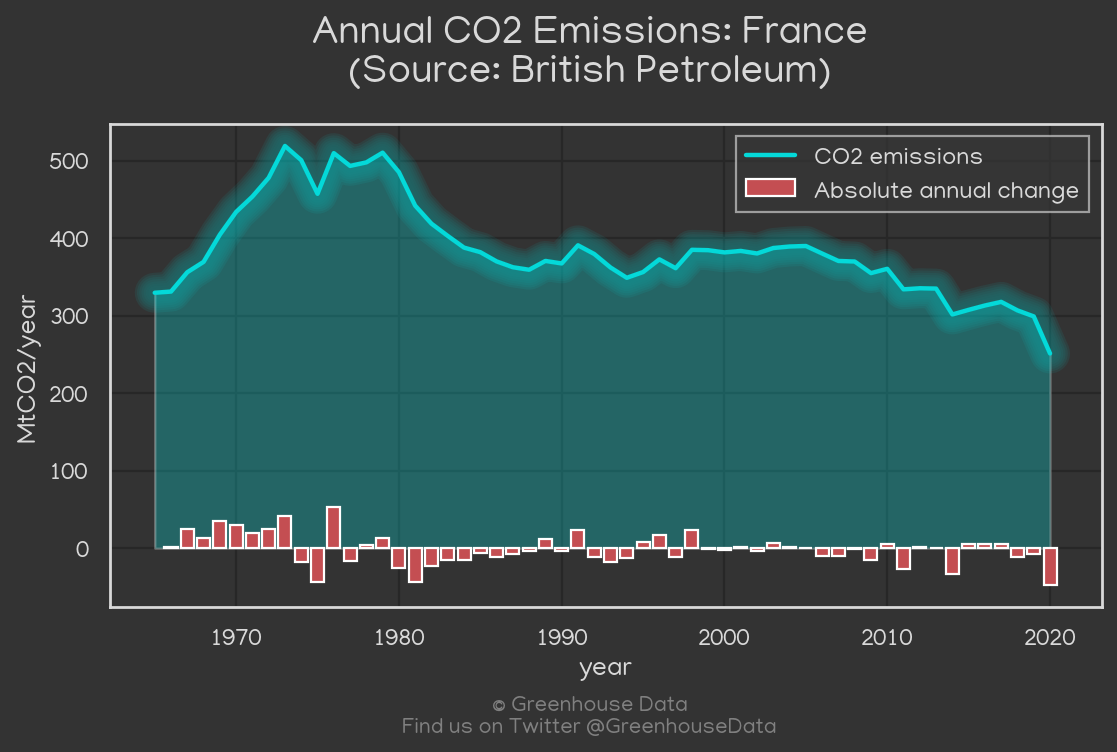 Annual CO2 Emissions: France
(Source: British Petroleum)
CO2 emissions
Absolute annual change
MtCO2/year
500
400
300
200
100
0
1970
1980
1990
2000
2010
2020
year
© Greenhouse Data
Find us on Twitter @GreenhouseData